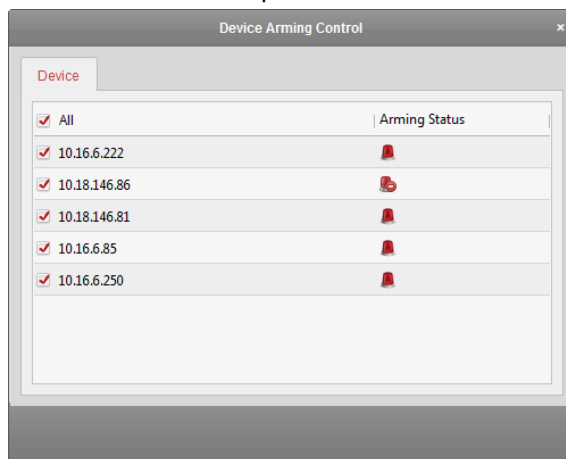 Device Arming Control
×
Device
All | Arming Status
10.16.6.222
10.18.146.86
10.18.146.81
10.16.6.85
10.16.6.250